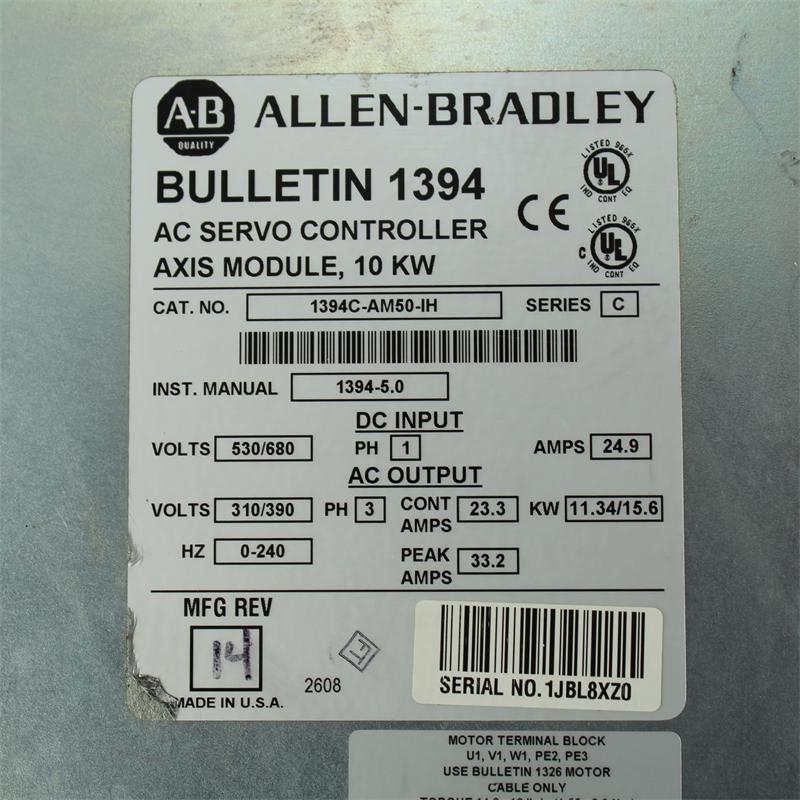 A-B ALLEN-BRADLEY
QUALITY
BULLETIN 1394
LISTED 966X
UL
IND CONT EQ
CE
AC SERVO CONTROLLER
LISTED 966X
C UL
IND CONT EQ
AXIS MODULE, 10 KW
CAT. NO. 1394C-AM50-IH SERIES C
INST. MANUAL 1394-5.0
DC INPUT
VOLTS 530/680 PH 1 AMPS 24.9
AC OUTPUT
VOLTS 310/390 PH 3 CONT AMPS 23.3 KW 11.34/15.6
HZ 0-240 PEAK AMPS 33.2
MFG REV
14
FT
2608
MADE IN U.S.A.
SERIAL NO. 1JBL8XZ0
MOTOR TERMINAL BLOCK
U1, V1, W1, PE2, PE3
USE BULLETIN 1326 MOTOR
CABLE ONLY